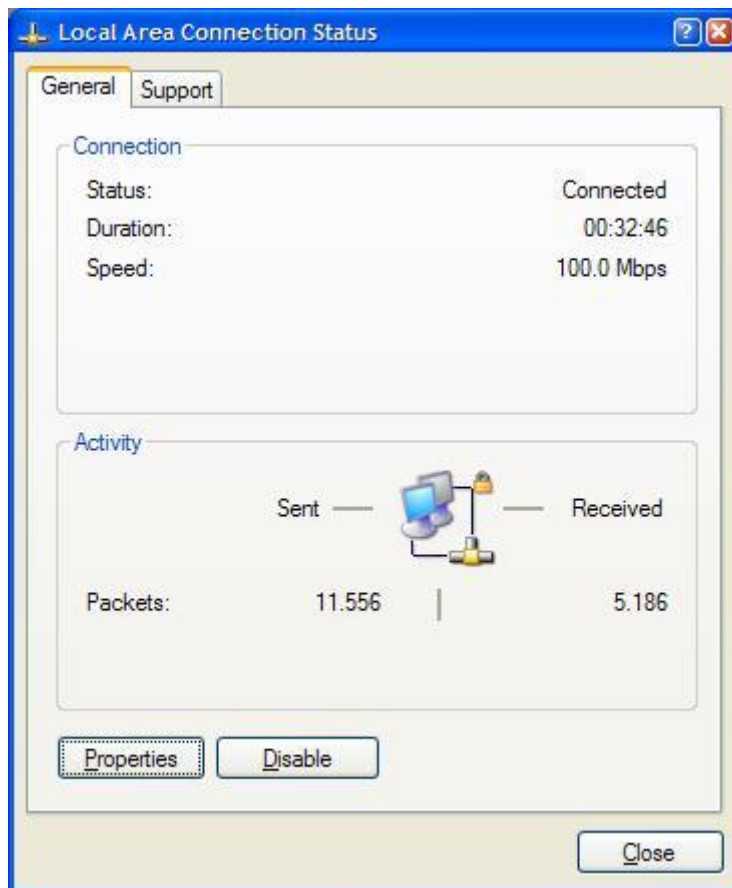 Local Area Connection Status
General Support
Connection
Status: Connected
Duration: 00:32:46
Speed: 100.0 Mbps
Activity
Sent Received
Packets: 11.556 5.186
Properties Disable
Close